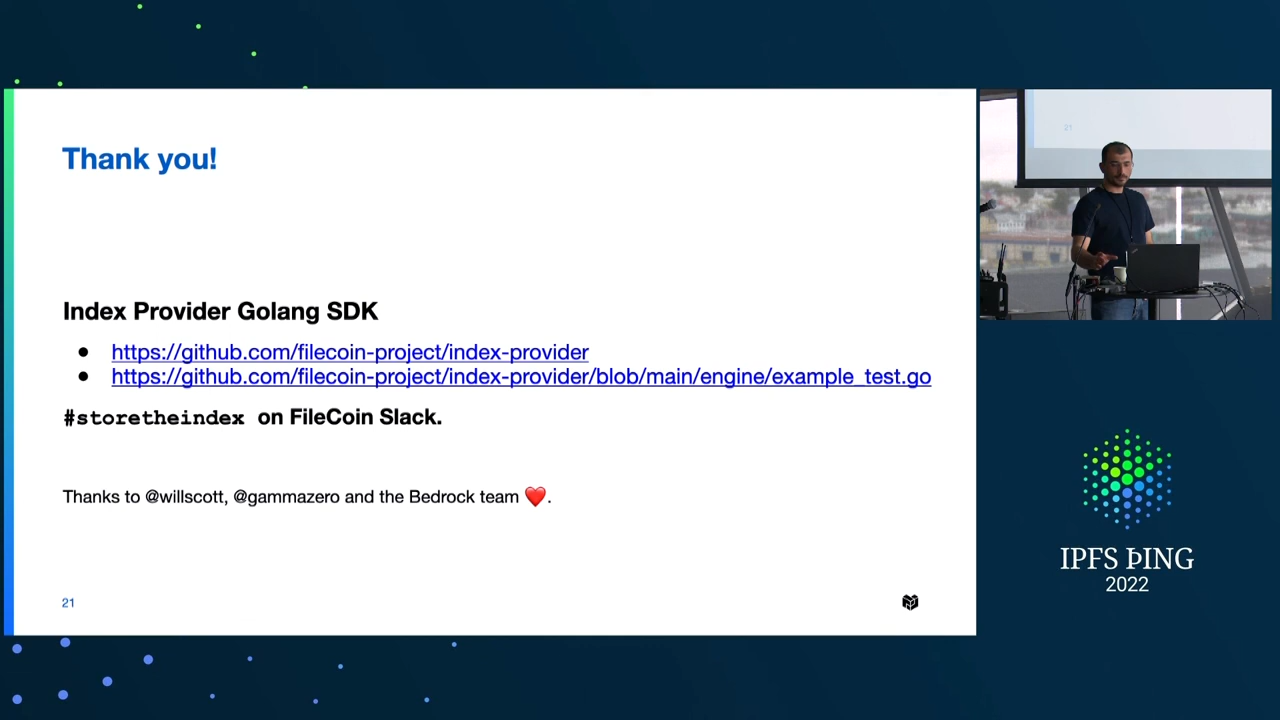 Thank you!
Index Provider Golang SDK
https://github.com/filecoin-project/index-provider
https://github.com/filecoin-project/index-provider/blob/main/engine/example_test.go
#storetheindex on FileCoin Slack.
Thanks to @willscott, @gammazero and the Bedrock team ❤️.
21
21
IPFS ÞING
2022